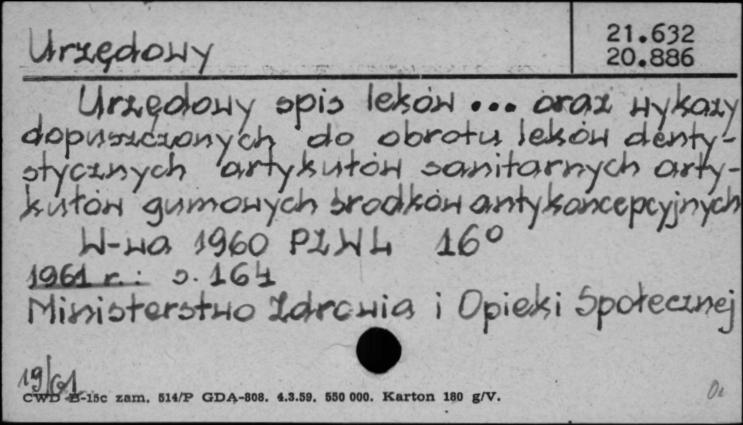 Urzędowy
21.632
20.886
Urzędowy spis leków ... oraz wykazy
dopuszczonych do obrotu leków denty-
stycznych artykułów sanitarnych arty-
kułów gumowych środków antykoncepcyjnych
W-wa 1960 PZWL 16°
1961 r.: s. 164
Ministerstwo Zdrowia i Opieki Społecznej
19/61
CWD B-15c zam. 514/P GDA-808. 4.3.59. 550 000. Karton 180 g/V.